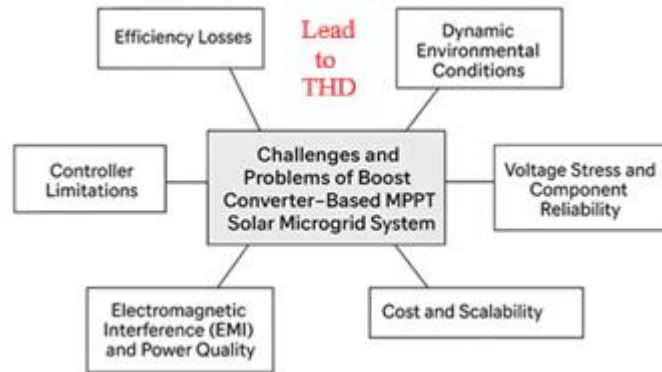 Efficiency Losses
Lead
to
THD
Dynamic
Environmental
Conditions
Controller
Limitations
Challenges and
Problems of Boost
Converter–Based MPPT
Solar Microgrid System
Voltage Stress and
Component
Reliability
Electromagnetic
Interference (EMI)
and Power Quality
Cost and Scalability